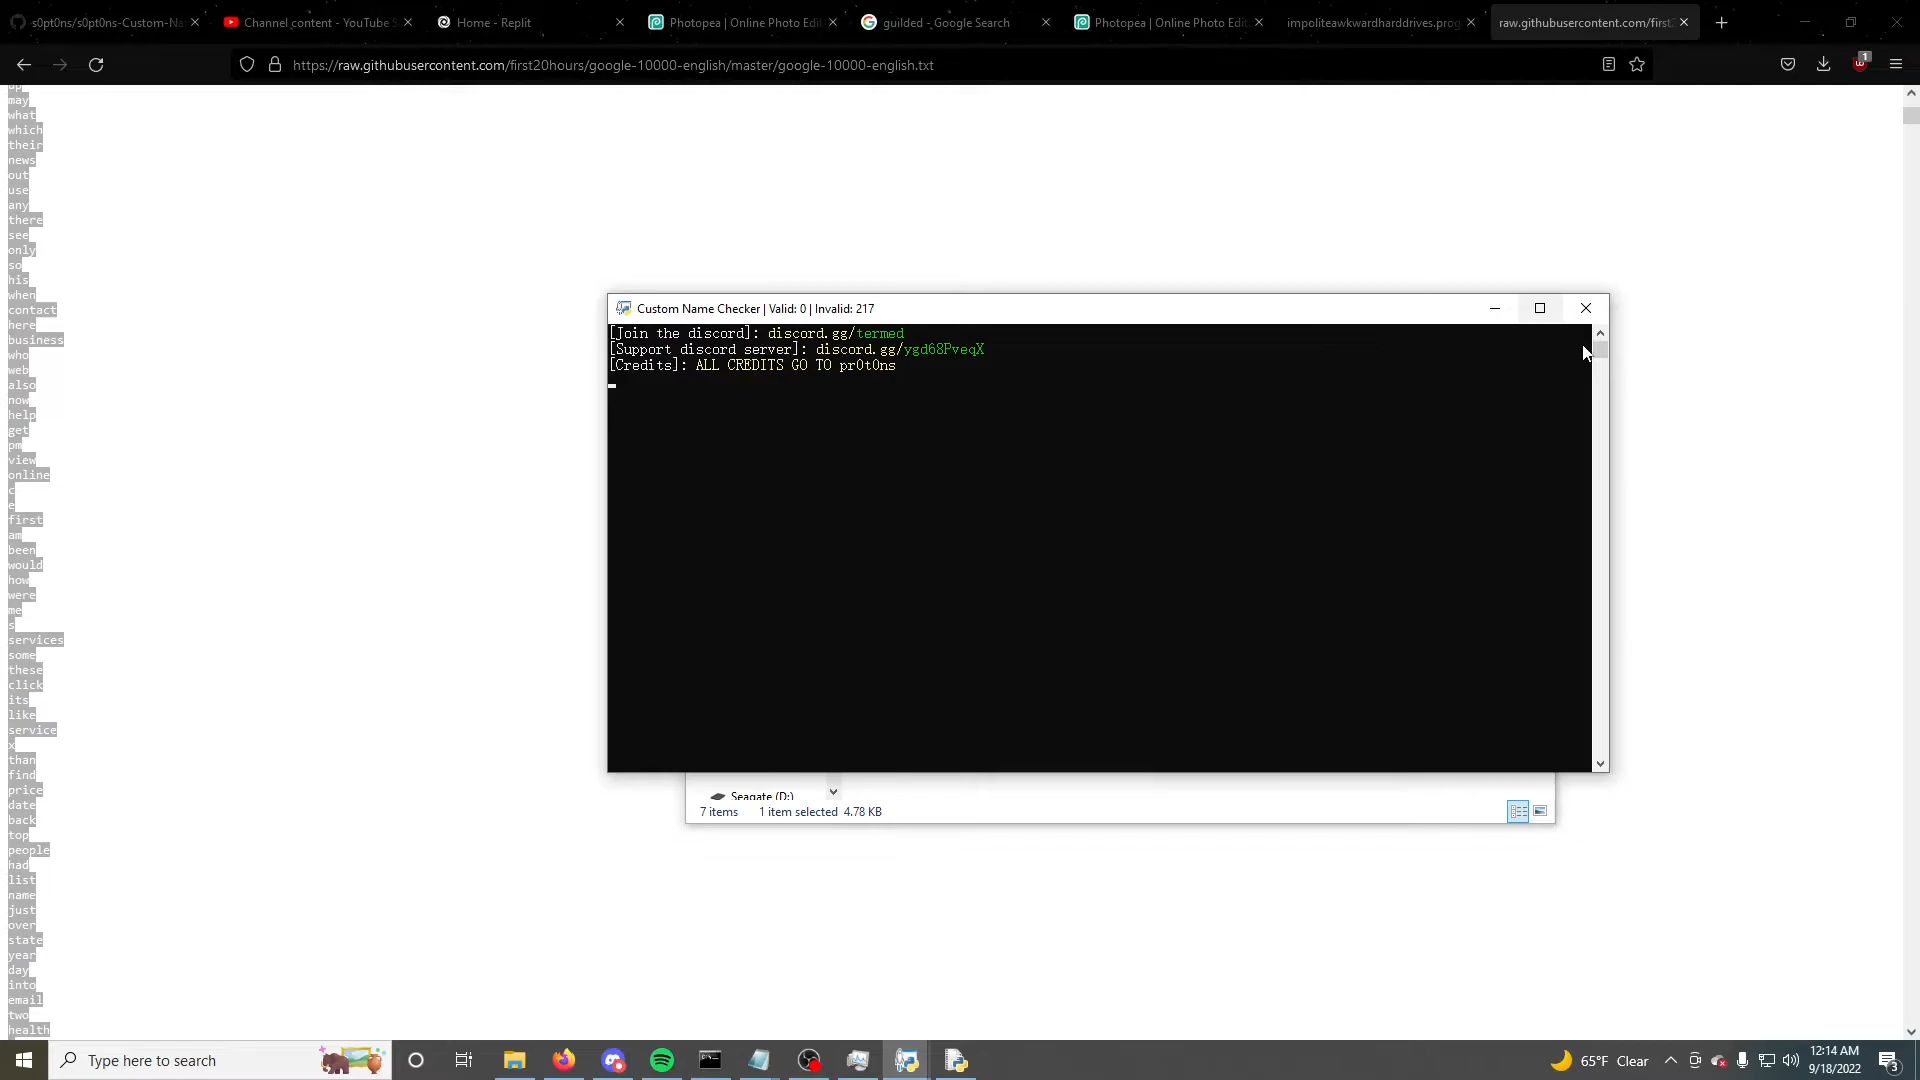 s0pt0ns/s0pt0ns-Custom-Na
Channel content - YouTube S
Home - Replit
Photopea | Online Photo Edit
guilded - Google Search
Photopea | Online Photo Edit
impoliteawkwardharddrives.prog
raw.githubusercontent.com/first2
https://raw.githubusercontent.com/first20hours/google-10000-english/master/google-10000-english.txt
1
up
may
what
which
their
news
out
use
any
there
see
only
so
his
when
contact
here
business
who
web
also
now
help
get
pm
view
online
c
e
first
am
been
would
how
were
me
s
services
some
these
click
its
like
service
x
than
find
price
date
back
top
people
had
list
name
just
over
state
year
day
into
email
two
health
Custom Name Checker | Valid: 0 | Invalid: 217
[Join the discord]: discord.gg/termed
[Support discord server]: discord.gg/ygd68PveqX
[Credits]: ALL CREDITS GO TO pr0t0ns
Seagate (D:)
7 items 1 item selected 4.78 KB
Type here to search
65°F Clear
12:14 AM
9/18/2022
3